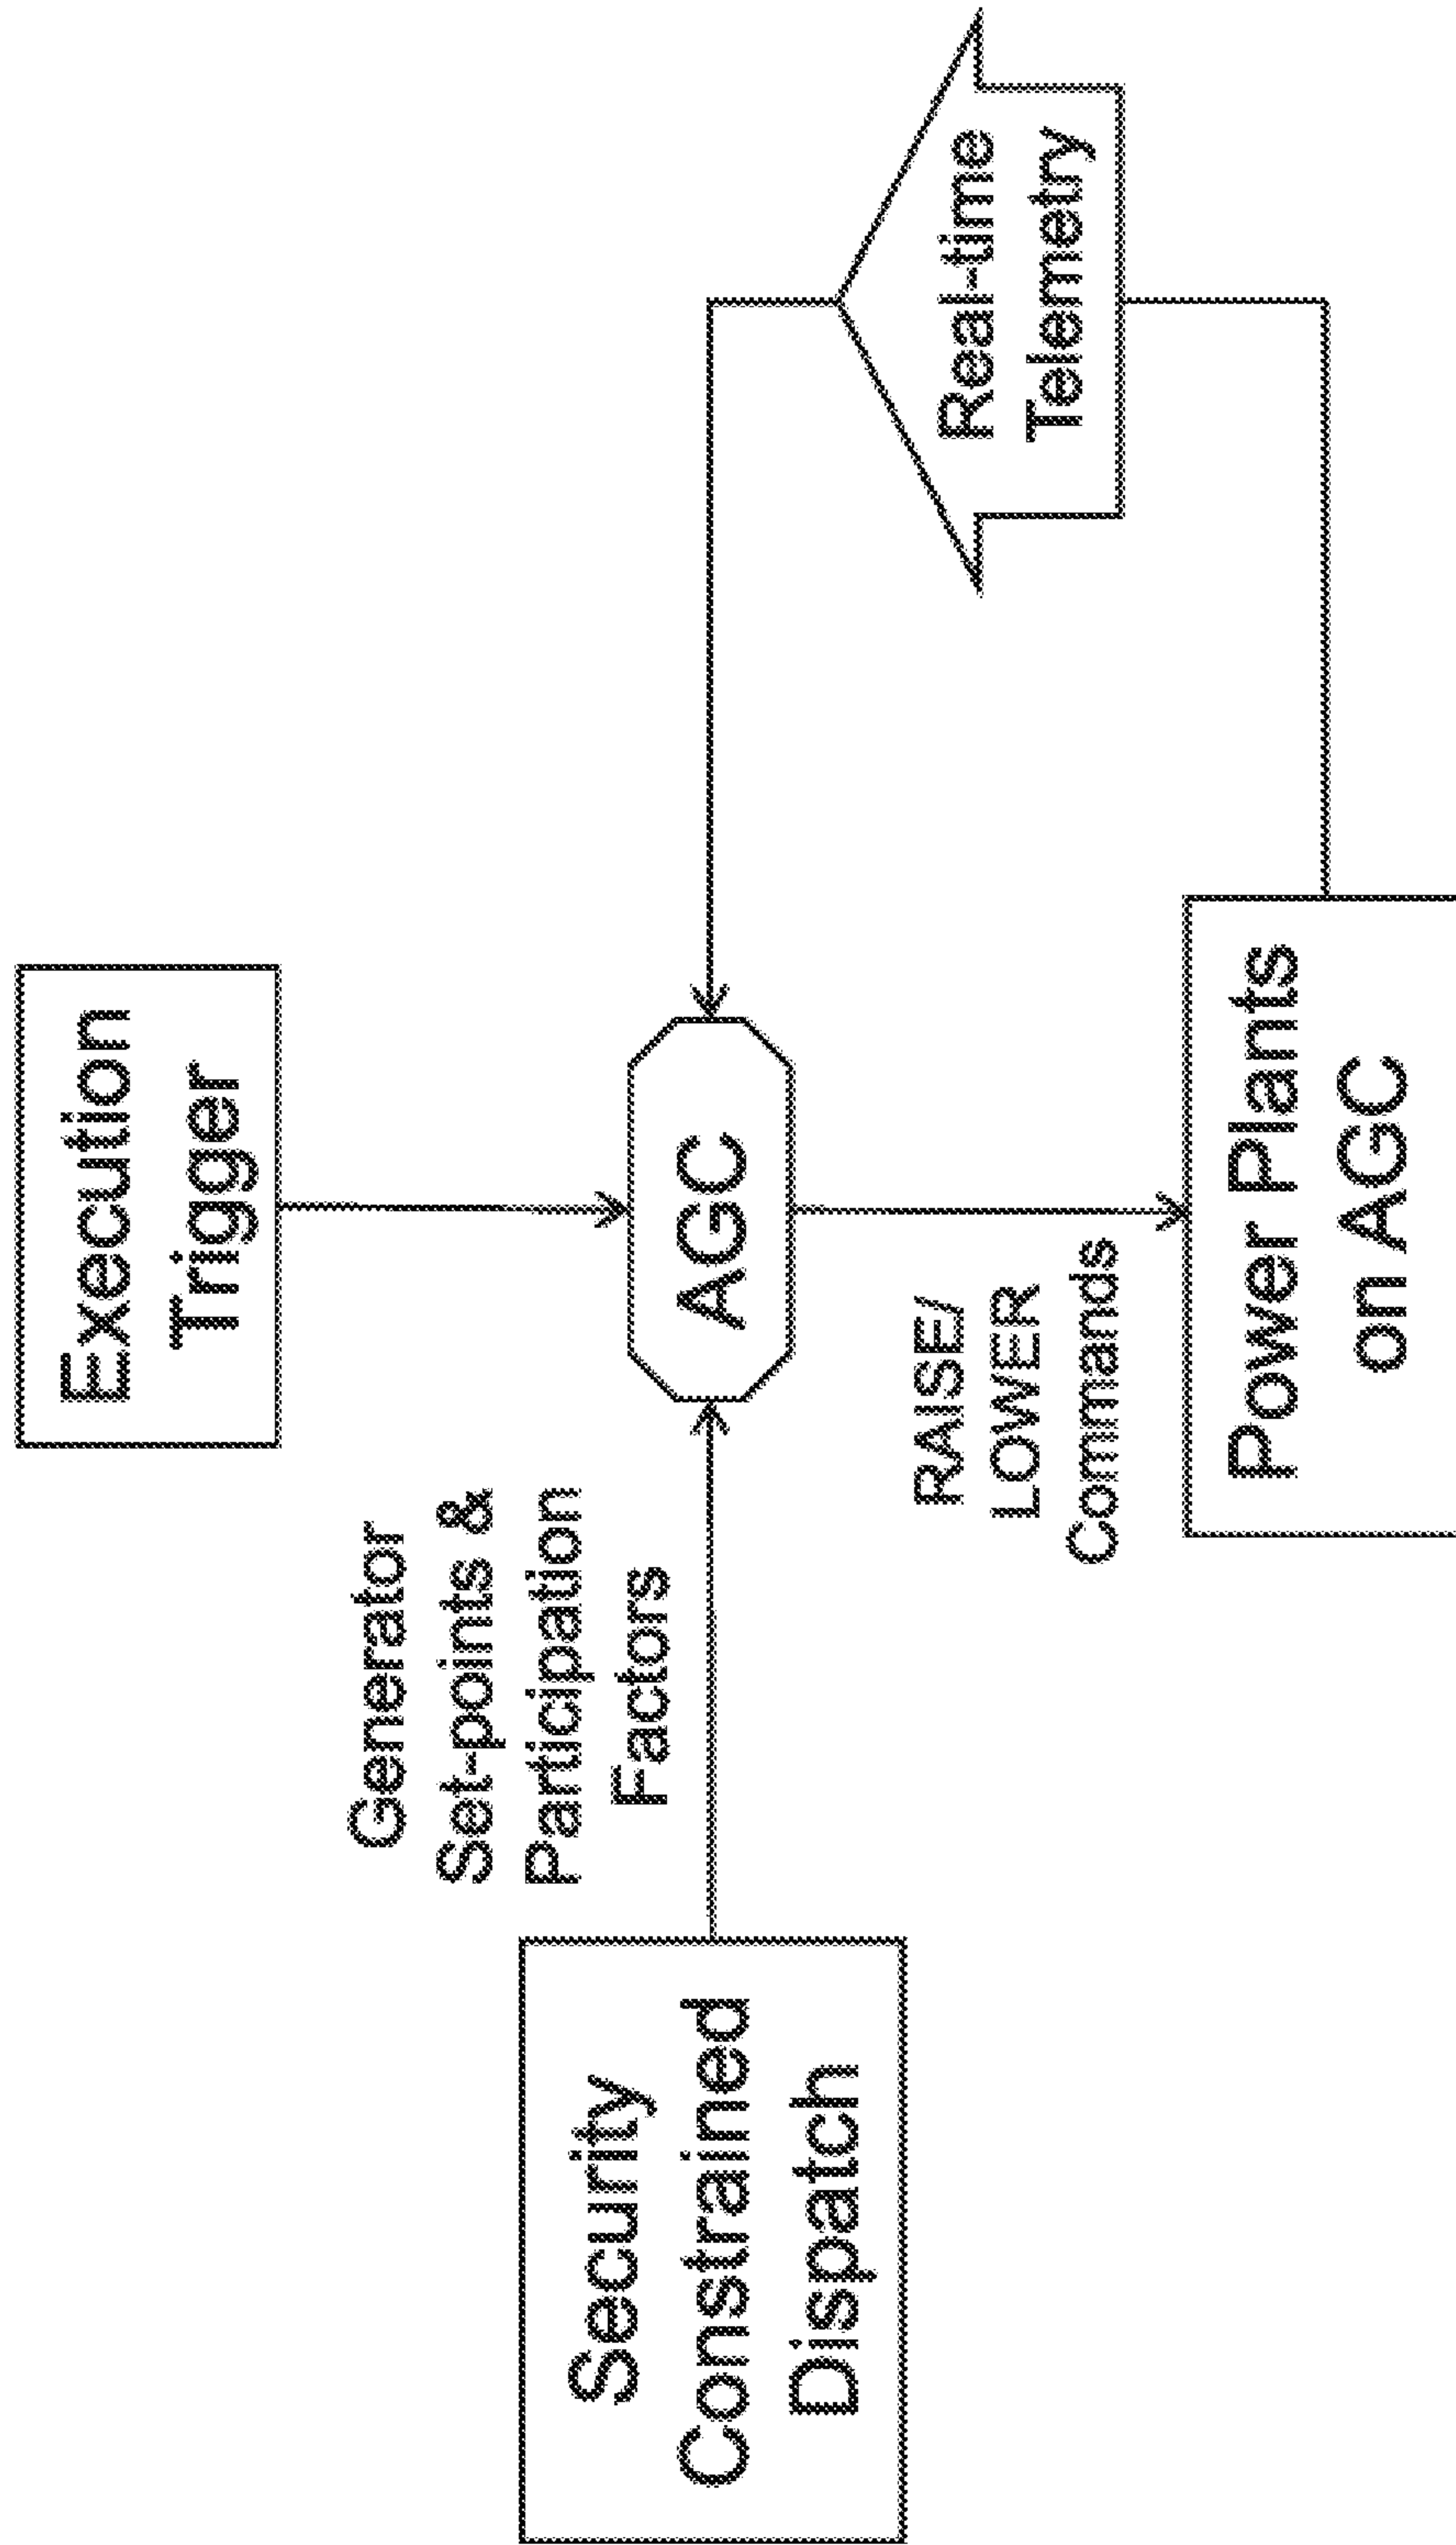 Execution
Trigger
Generator
Set-points &
Participation
Factors
Security
Constrained
Dispatch
AGC
RAISE/
LOWER
Commands
Real-time
Telemetry
Power Plants
on AGC